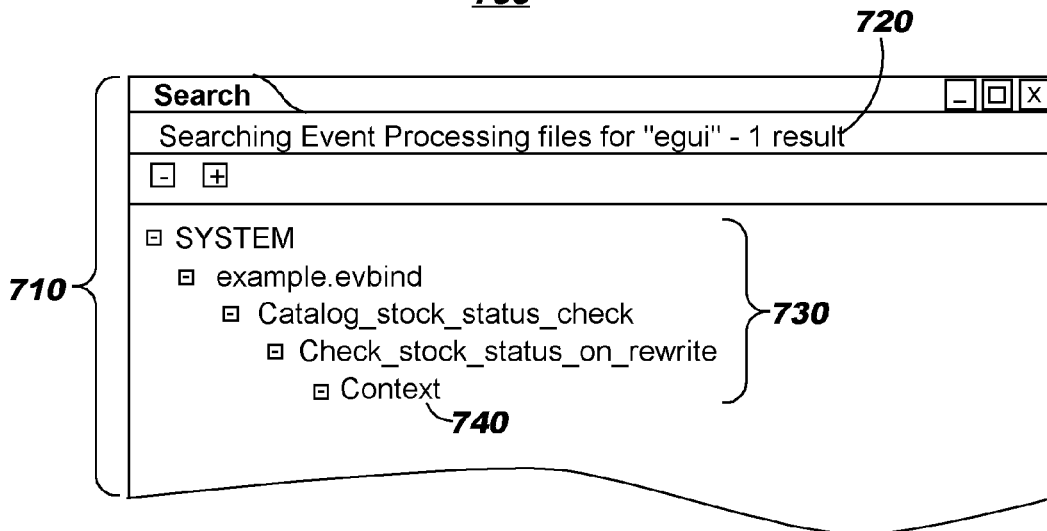 720
Search
Searching Event Processing files for "egui" - 1 result
- +
SYSTEM
example.evbind
Catalog_stock_status_check
710
730
Check_stock_status_on_rewrite
Context
740